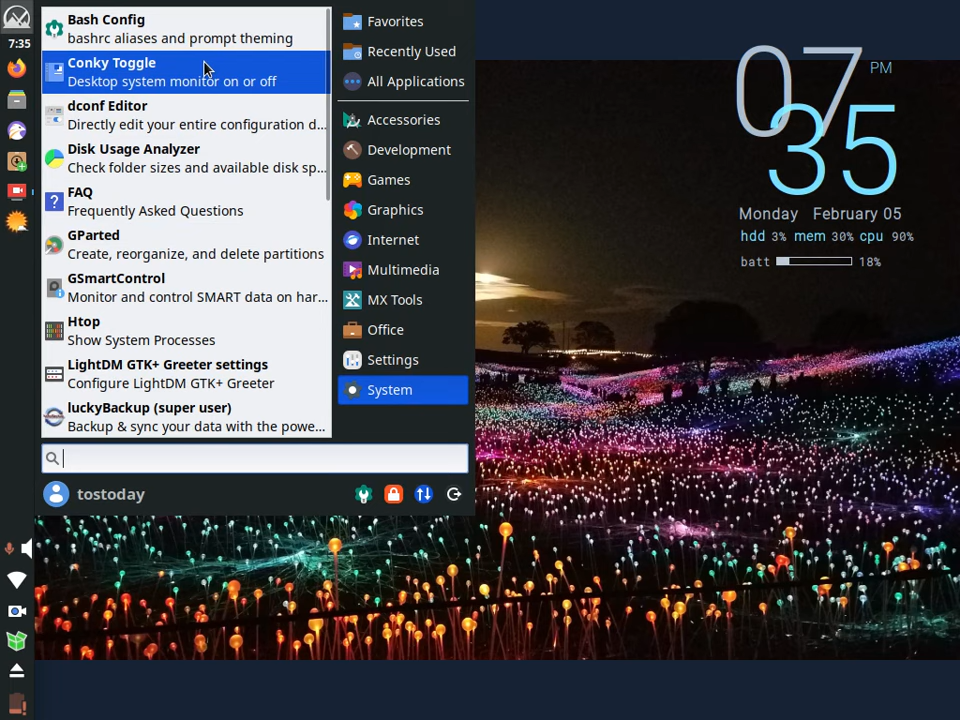 7:35
Bash Config
bashrc aliases and prompt theming
Conky Toggle
Desktop system monitor on or off
dconf Editor
Directly edit your entire configuration d...
Disk Usage Analyzer
Check folder sizes and available disk sp...
FAQ
Frequently Asked Questions
GParted
Create, reorganize, and delete partitions
GSmartControl
Monitor and control SMART data on har...
Htop
Show System Processes
LightDM GTK+ Greeter settings
Configure LightDM GTK+ Greeter
luckyBackup (super user)
Backup & sync your data with the powe...
Favorites
Recently Used
All Applications
Accessories
Development
Games
Graphics
Internet
Multimedia
MX Tools
Office
Settings
System
tostoday
07 PM
35
Monday February 05
hdd 3% mem 30% cpu 90%
batt 18%